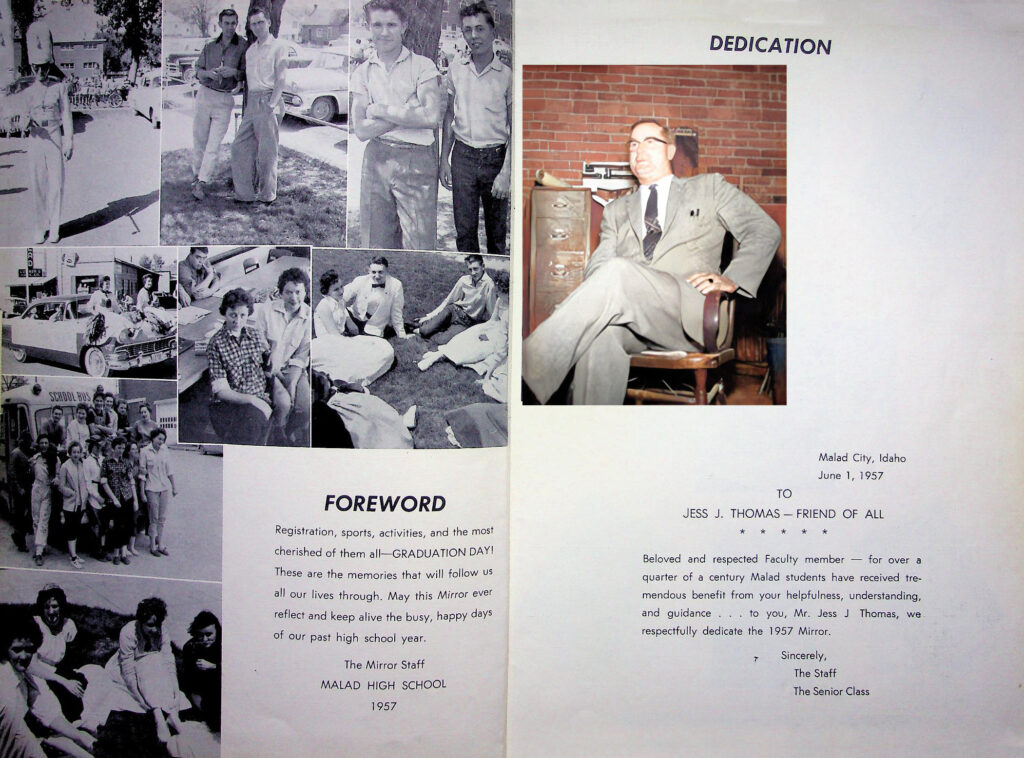 SCHOOL BUS
FOREWORD
Registration, sports, activities, and the most
cherished of them all—GRADUATION DAY!
These are the memories that will follow us
all our lives through. May this Mirror ever
reflect and keep alive the busy, happy days
of our past high school year.
The Mirror Staff
MALAD HIGH SCHOOL
1957
DEDICATION
Malad City, Idaho
June 1, 1957
TO
JESS J. THOMAS — FRIEND OF ALL
* * * * *
Beloved and respected Faculty member — for over a
quarter of a century Malad students have received tre-
mendous benefit from your helpfulness, understanding,
and guidance . . . to you, Mr. Jess J Thomas, we
respectfully dedicate the 1957 Mirror.
Sincerely,
The Staff
The Senior Class